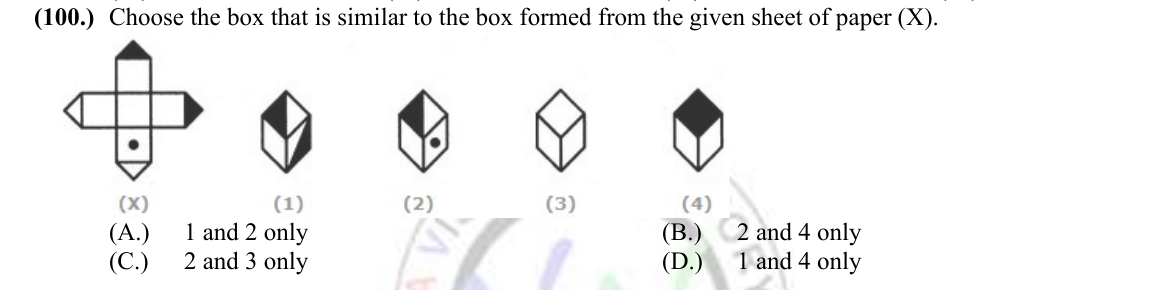 (100.) Choose the box that is similar to the box formed from the given sheet of paper (X).
(X) (1) (2) (3) (4)
(A.) 1 and 2 only (B.) 2 and 4 only
(C.) 2 and 3 only (D.) 1 and 4 only